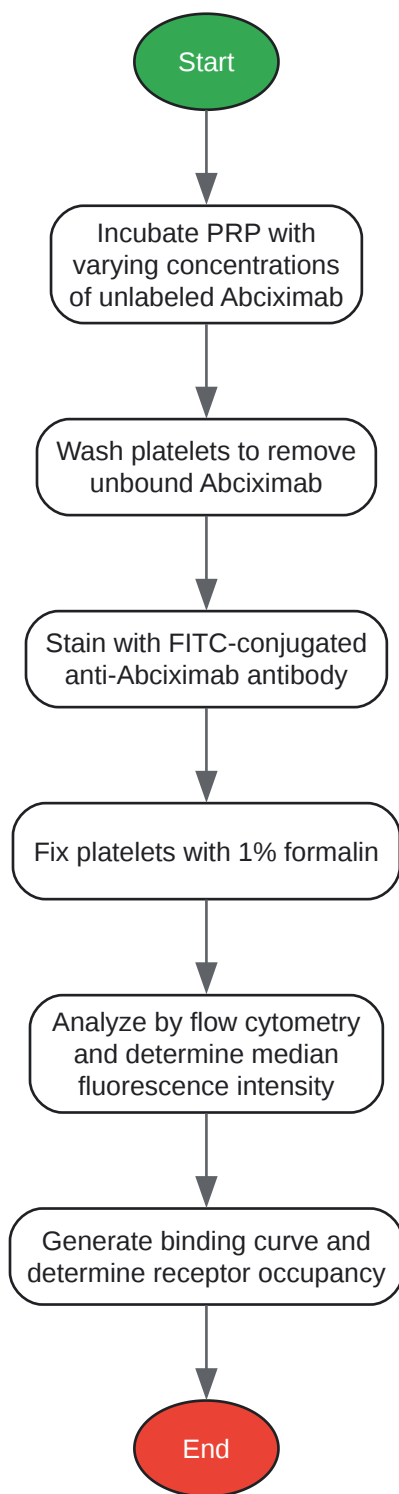 Start
Incubate PRP with
varying concentrations
of unlabeled Abciximab
Wash platelets to remove
unbound Abciximab
Stain with FITC-conjugated
anti-Abciximab antibody
Fix platelets with 1% formalin
Analyze by flow cytometry
and determine median
fluorescence intensity
Generate binding curve and
determine receptor occupancy
End